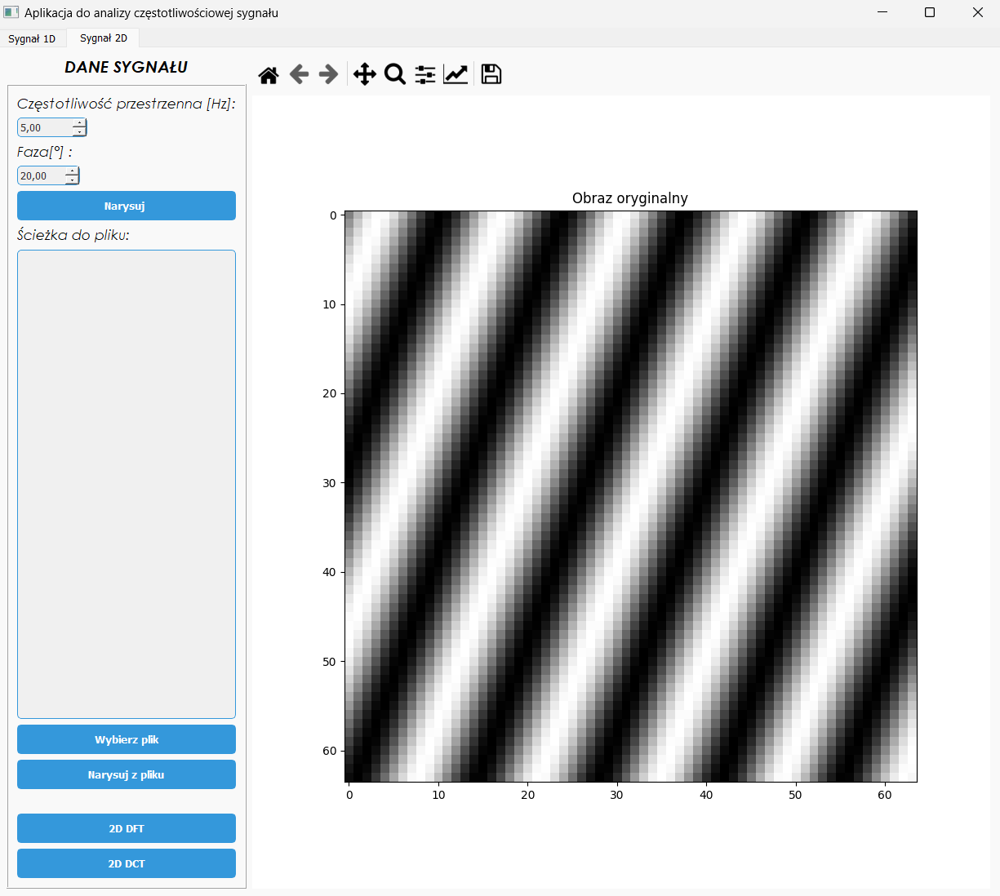 Aplikacja do analizy częstotliwościowej sygnału
Sygnał 1D
Sygnał 2D
DANE SYGNAŁU
Częstotliwość przestrzenna [Hz]:
5,00
Faza[°] :
20,00
Narysuj
Ścieżka do pliku:
Wybierz plik
Narysuj z pliku
2D DFT
2D DCT
Obraz oryginalny
0
10
20
30
40
50
60
0 10 20 30 40 50 60